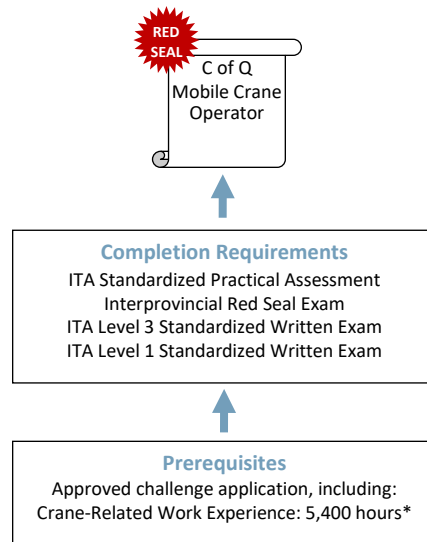 RED
SEAL
C of Q
Mobile Crane
Operator
Completion Requirements
ITA Standardized Practical Assessment
Interprovincial Red Seal Exam
ITA Level 3 Standardized Written Exam
ITA Level 1 Standardized Written Exam
Prerequisites
Approved challenge application, including:
Crane-Related Work Experience: 5,400 hours*